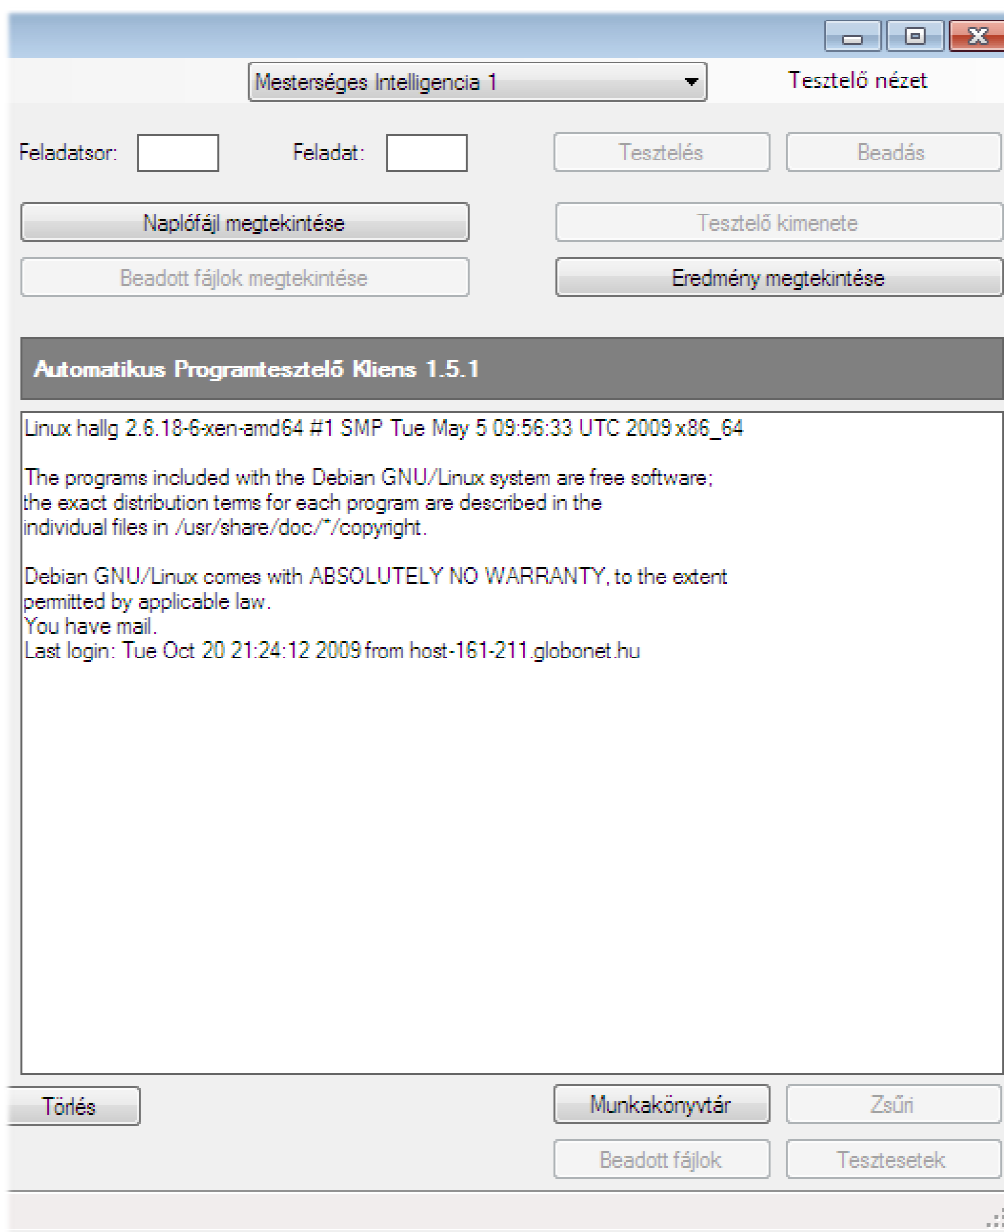 Mesterséges Intelligencia 1
Tesztelő nézet
Feladatsor:
Feladat:
Tesztelés
Beadás
Naplófájl megtekintése
Tesztelő kimenete
Beadott fájlok megtekintése
Eredmény megtekintése
Automatikus Programtesztelő Kliens 1.5.1
Linux hallg 2.6.18-6-xen-amd64 #1 SMP Tue May 5 09:56:33 UTC 2009 x86_64
The programs included with the Debian GNU/Linux system are free software;
the exact distribution terms for each program are described in the
individual files in /usr/share/doc/*/copyright.
Debian GNU/Linux comes with ABSOLUTELY NO WARRANTY, to the extent
permitted by applicable law.
You have mail.
Last login: Tue Oct 20 21:24:12 2009 from host-161-211.globonet.hu
Törlés
Munkakönyvtár
Zsűri
Beadott fájlok
Tesztesetek